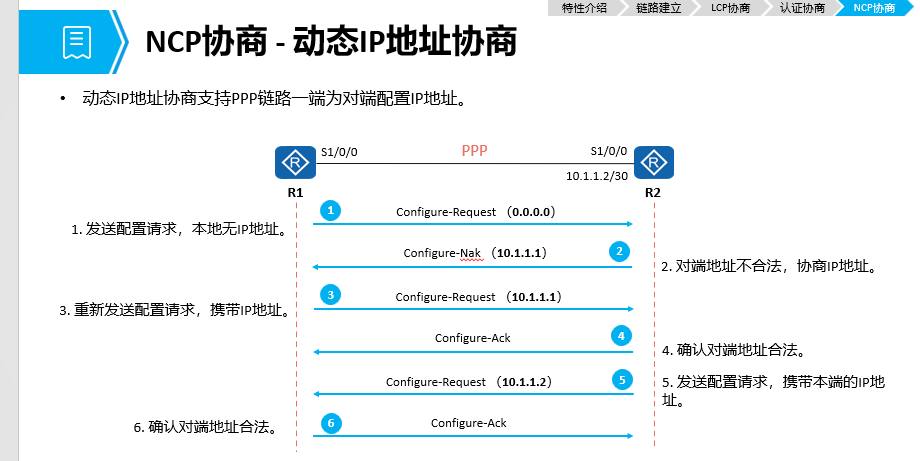 特性介绍 链路建立 LCP协商 认证协商 NCP协商
NCP协商 - 动态IP地址协商
• 动态IP地址协商支持PPP链路一端为对端配置IP地址。
S1/0/0 PPP S1/0/0
10.1.1.2/30
R R
R1 R2
1 Configure-Request （0.0.0.0）
1. 发送配置请求，本地无IP地址。
Configure-Nak （10.1.1.1） 2
2. 对端地址不合法，协商IP地址。
3 Configure-Request （10.1.1.1）
3. 重新发送配置请求，携带IP地址。
Configure-Ack 4
4. 确认对端地址合法。
Configure-Request （10.1.1.2） 5
5. 发送配置请求，携带本端的IP地
址。
6 Configure-Ack
6. 确认对端地址合法。